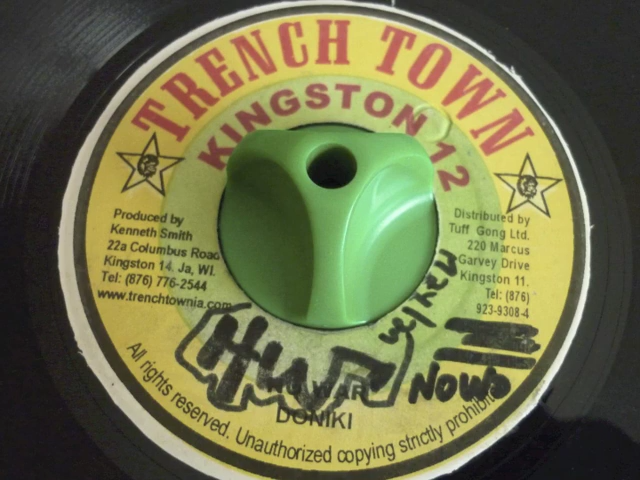 TRENCH TOWN
KINGSTON 12
Produced by
Kenneth Smith
22a Columbus Road
Kingston 14. Ja, WI.
Tel: (876) 776-2544
www.trenchtownia.com
Distributed by
Tuff Gong Ltd.
220 Marcus
Garvey Drive
Kingston 11.
Tel: (876)
923-9308-4
NO WAR
DONIKI
All rights reserved. Unauthorized copying strictly